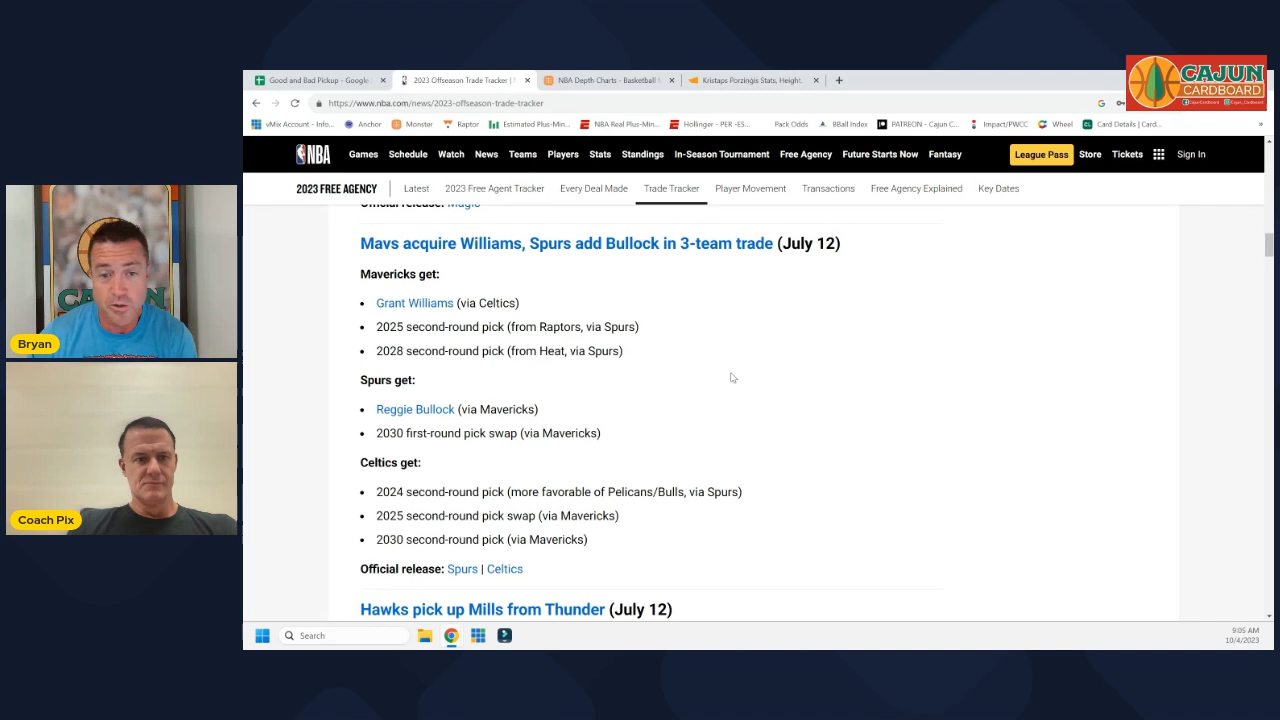 CAJUN
CARDBOARD
CajunCardboard
Cajun_Cardboard
Good and Bad Pickup - Google
2023 Offseason Trade Tracker |
NBA Depth Charts - Basketball
Kristaps Porzingis Stats, Height,
https://www.nba.com/news/2023-offseason-trade-tracker
vMix Account - Info...
Anchor
Monster
Raptor
Estimated Plus-Min...
NBA Real Plus-Min...
Hollinger - PER -ES...
Pack Odds
BBall Index
PATREON - Cajun C...
Impact/PWCC
Wheel
Card Details | Card...
NBA
Games
Schedule
Watch
News
Teams
Players
Stats
Standings
In-Season Tournament
Free Agency
Future Starts Now
Fantasy
League Pass
Store
Tickets
Sign In
2023 FREE AGENCY
Latest
2023 Free Agent Tracker
Every Deal Made
Trade Tracker
Player Movement
Transactions
Free Agency Explained
Key Dates
Official release: Magic
Mavs acquire Williams, Spurs add Bullock in 3-team trade (July 12)
Mavericks get:
• Grant Williams (via Celtics)
• 2025 second-round pick (from Raptors, via Spurs)
• 2028 second-round pick (from Heat, via Spurs)
Spurs get:
• Reggie Bullock (via Mavericks)
• 2030 first-round pick swap (via Mavericks)
Celtics get:
• 2024 second-round pick (more favorable of Pelicans/Bulls, via Spurs)
• 2025 second-round pick swap (via Mavericks)
• 2030 second-round pick (via Mavericks)
Official release: Spurs | Celtics
Hawks pick up Mills from Thunder (July 12)
Bryan
Coach Pix
Search
9:05 AM
10/4/2023